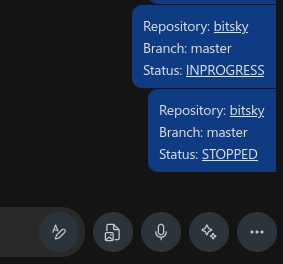 Repository: bitsky
Branch: master
Status: INPROGRESS
Repository: bitsky
Branch: master
Status: STOPPED